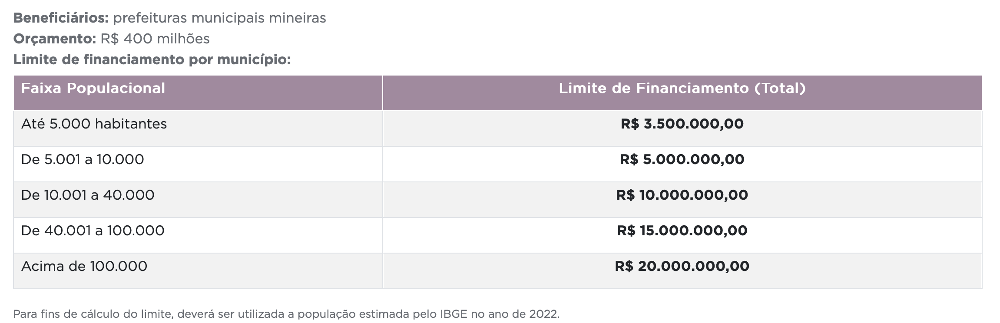 Beneficiários: prefeituras municipais mineiras
Orçamento: R$ 400 milhões
Limite de financiamento por município:
Faixa Populacional Limite de Financiamento (Total)
Até 5.000 habitantes R$ 3.500.000,00
De 5.001 a 10.000 R$ 5.000.000,00
De 10.001 a 40.000 R$ 10.000.000,00
De 40.001 a 100.000 R$ 15.000.000,00
Acima de 100.000 R$ 20.000.000,00
Para fins de cálculo do limite, deverá ser utilizada a população estimada pelo IBGE no ano de 2022.